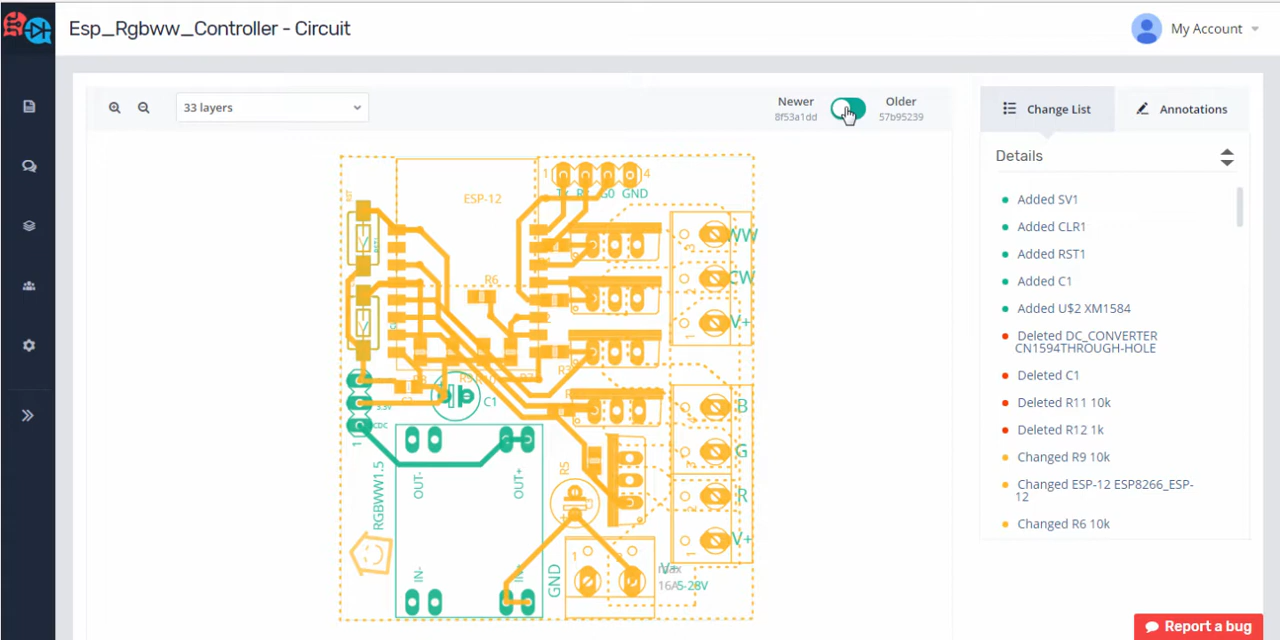 Esp_Rgbww_Controller - Circuit
My Account
33 layers
Newer
8f53a1dd
Older
57b95239
Change List
Annotations
Details
Added SV1
Added CLR1
Added RST1
Added C1
Added U$2 XM1584
Deleted DC_CONVERTER
CN1594THROUGH-HOLE
Deleted C1
Deleted R11 10k
Deleted R12 1k
Changed R9 10k
Changed ESP-12 ESP8266_ESP-
12
Changed R6 10k
ESP-12
1
4
GND
WW
R6
CW
V+
C1
B
G
R5
R
OUT-
OUT+
RGBWW1.5
V+
IN-
GND
max
16A
5-28V
Report a bug